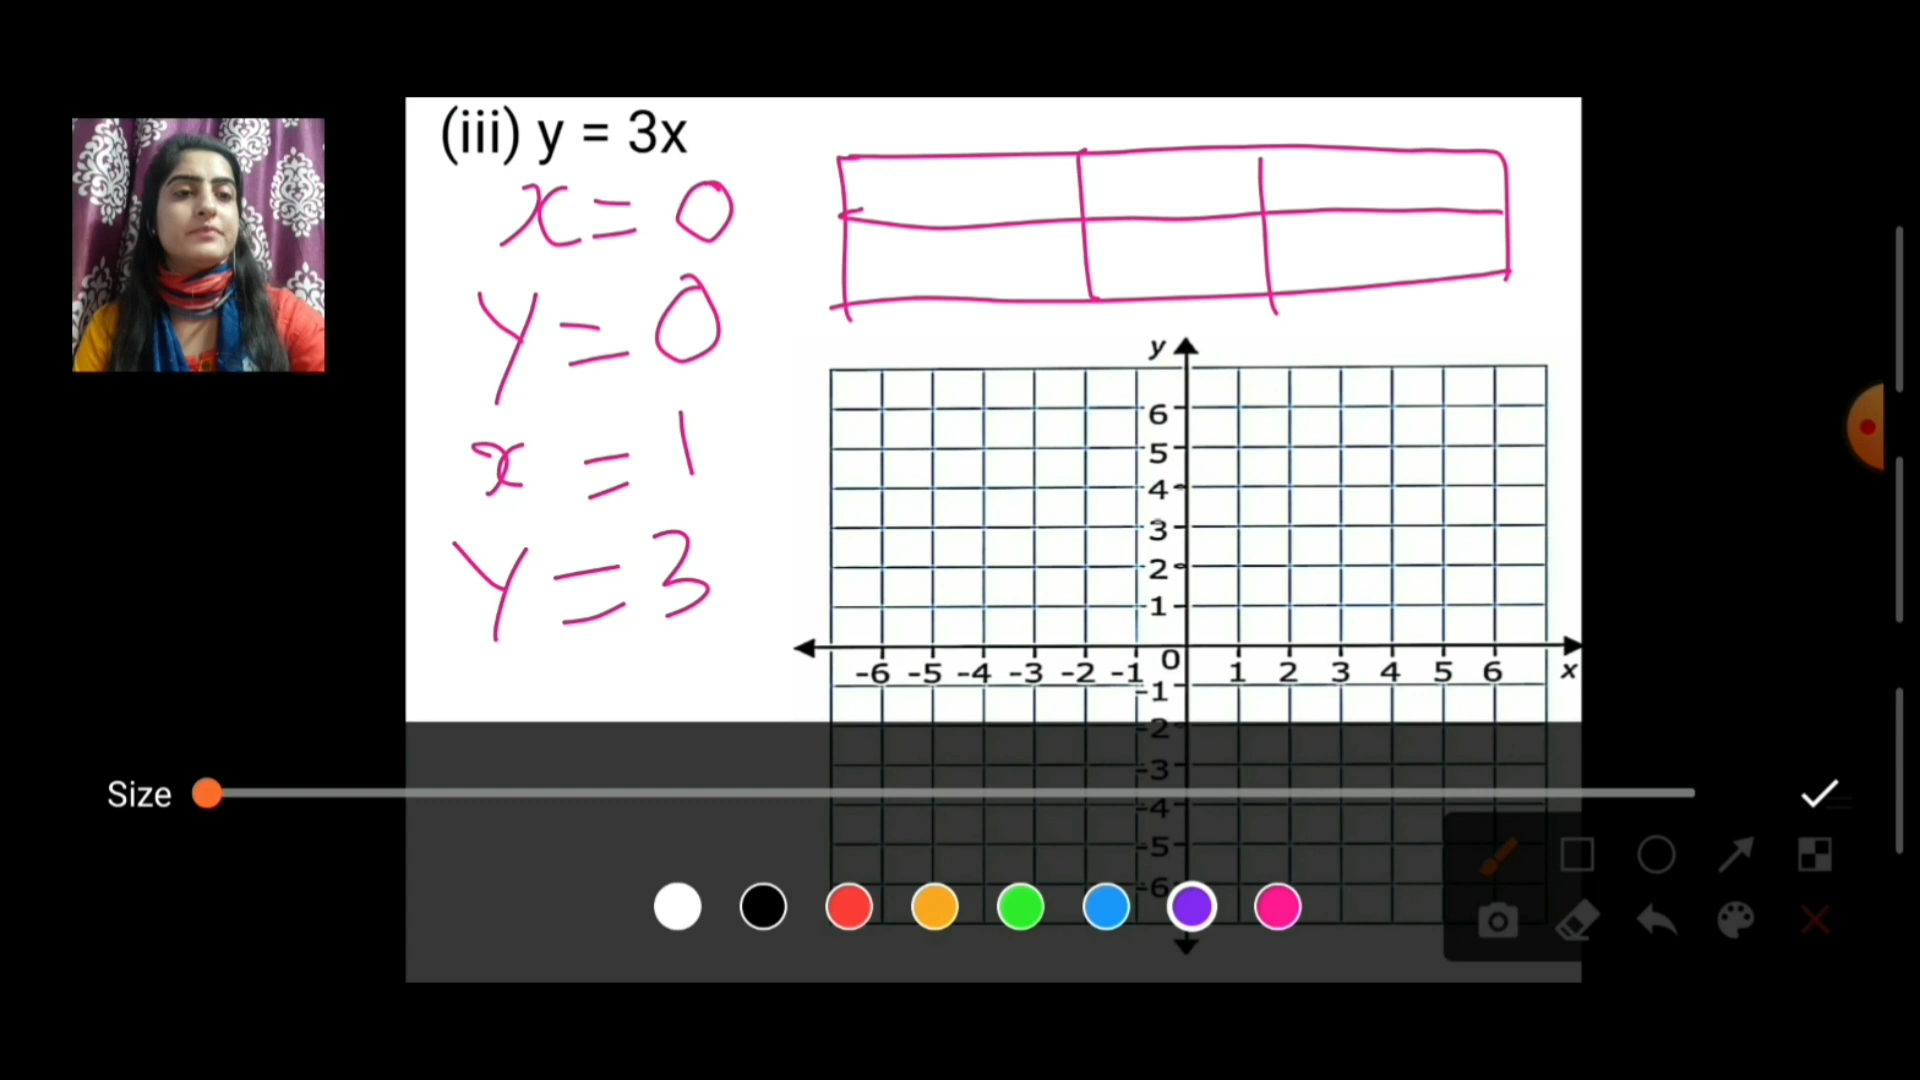 (iii) y = 3x
x = 0
y = 0
x = 1
y = 3
y
6
5
4
3
2
1
-6 -5 -4 -3 -2 -1 0 1 2 3 4 5 6 x
-1
-2
-3
-4
-5
-6
Size